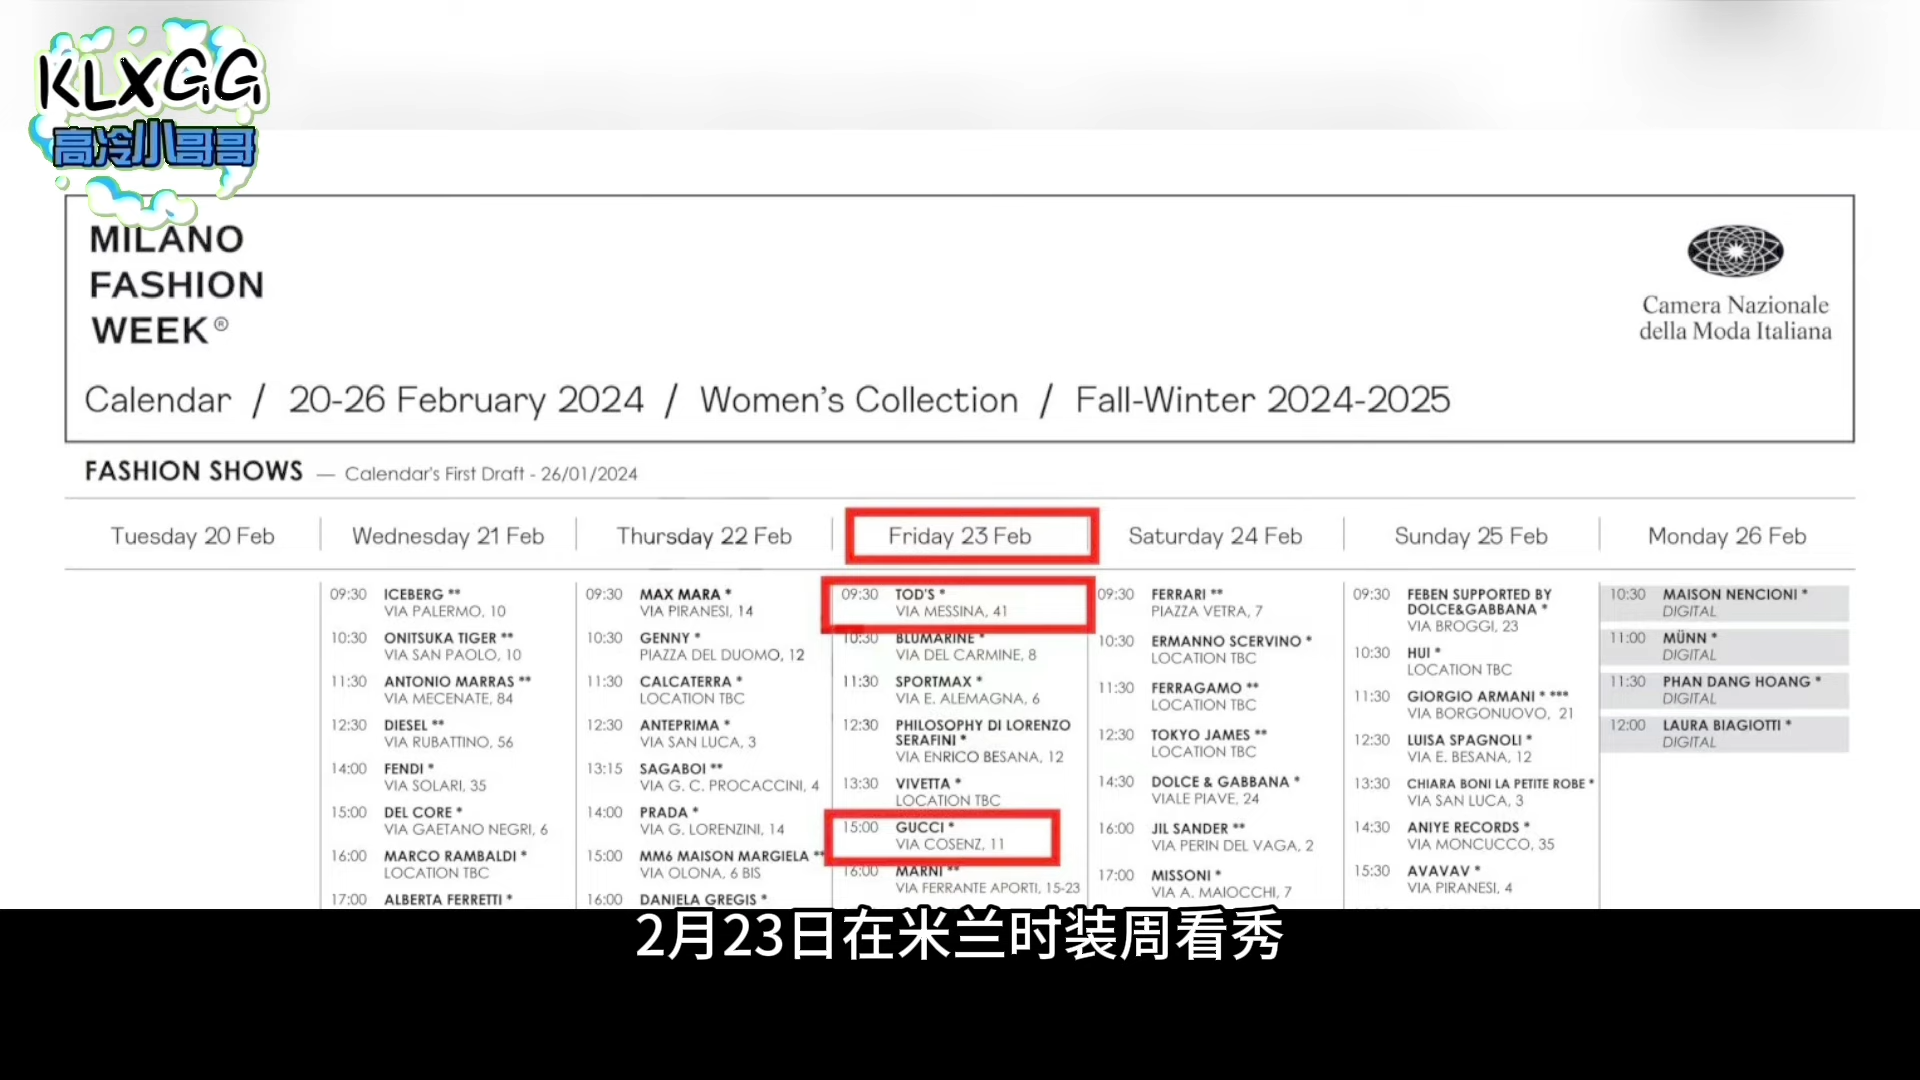 KLXGG
高冷小哥哥
MILANO
FASHION
WEEK®
Camera Nazionale
della Moda Italiana
Calendar / 20-26 February 2024 / Women's Collection / Fall-Winter 2024-2025
FASHION SHOWS — Calendar's First Draft - 26/01/2024
Tuesday 20 Feb
Wednesday 21 Feb
09:30 ICEBERG **
VIA PALERMO, 10
10:30 ONITSUKA TIGER **
VIA SAN PAOLO, 10
11:30 ANTONIO MARRAS **
VIA MECENATE, 84
12:30 DIESEL **
VIA RUBATTINO, 56
14:00 FENDI *
VIA SOLARI, 35
15:00 DEL CORE *
VIA GAETANO NEGRI, 6
16:00 MARCO RAMBALDI *
LOCATION TBC
17:00 ALBERTA FERRETTI *
Thursday 22 Feb
09:30 MAX MARA *
VIA PIRANESI, 14
10:30 GENNY *
PIAZZA DEL DUOMO, 12
11:30 CALCATERRA *
LOCATION TBC
12:30 ANTEPRIMA *
VIA SAN LUCA, 3
13:15 SAGABOI **
VIA G. C. PROCACCINI, 4
14:00 PRADA *
VIA G. LORENZINI, 14
15:00 MM6 MAISON MARGIELA **
VIA OLONA, 6 BIS
16:00 DANIELA GREGIS *
Friday 23 Feb
09:30 TOD'S *
VIA MESSINA, 41
10:30 BLUMARINE *
VIA DEL CARMINE, 8
11:30 SPORTMAX *
VIA E. ALEMAGNA, 6
12:30 PHILOSOPHY DI LORENZO
SERAFINI *
VIA ENRICO BESANA, 12
13:30 VIVETTA *
LOCATION TBC
15:00 GUCCI *
VIA COSENZ, 11
16:00 MARNI **
VIA FERRANTE APORTI, 15-23
Saturday 24 Feb
09:30 FERRARI **
PIAZZA VETRA, 7
10:30 ERMANNO SCERVINO *
LOCATION TBC
11:30 FERRAGAMO **
LOCATION TBC
12:30 TOKYO JAMES **
LOCATION TBC
14:30 DOLCE & GABBANA *
VIALE PIAVE, 24
16:00 JIL SANDER **
VIA PERIN DEL VAGA, 2
17:00 MISSONI *
VIA A. MAIOCCHI, 7
Sunday 25 Feb
09:30 FEBEN SUPPORTED BY
DOLCE&GABBANA *
VIA BROGGI, 23
10:30 HUI *
LOCATION TBC
11:30 GIORGIO ARMANI * ***
VIA BORGONUOVO, 21
12:30 LUISA SPAGNOLI *
VIA E. BESANA, 12
13:30 CHIARA BONI LA PETITE ROBE *
VIA SAN LUCA, 3
14:30 ANIYE RECORDS *
VIA MONCUCCO, 35
15:30 AVAVAV *
VIA PIRANESI, 4
Monday 26 Feb
10:30 MAISON NENCIONI *
DIGITAL
11:00 MÜNN *
DIGITAL
11:30 PHAN DANG HOANG *
DIGITAL
12:00 LAURA BIAGIOTTI *
DIGITAL
2月23日在米兰时装周看秀